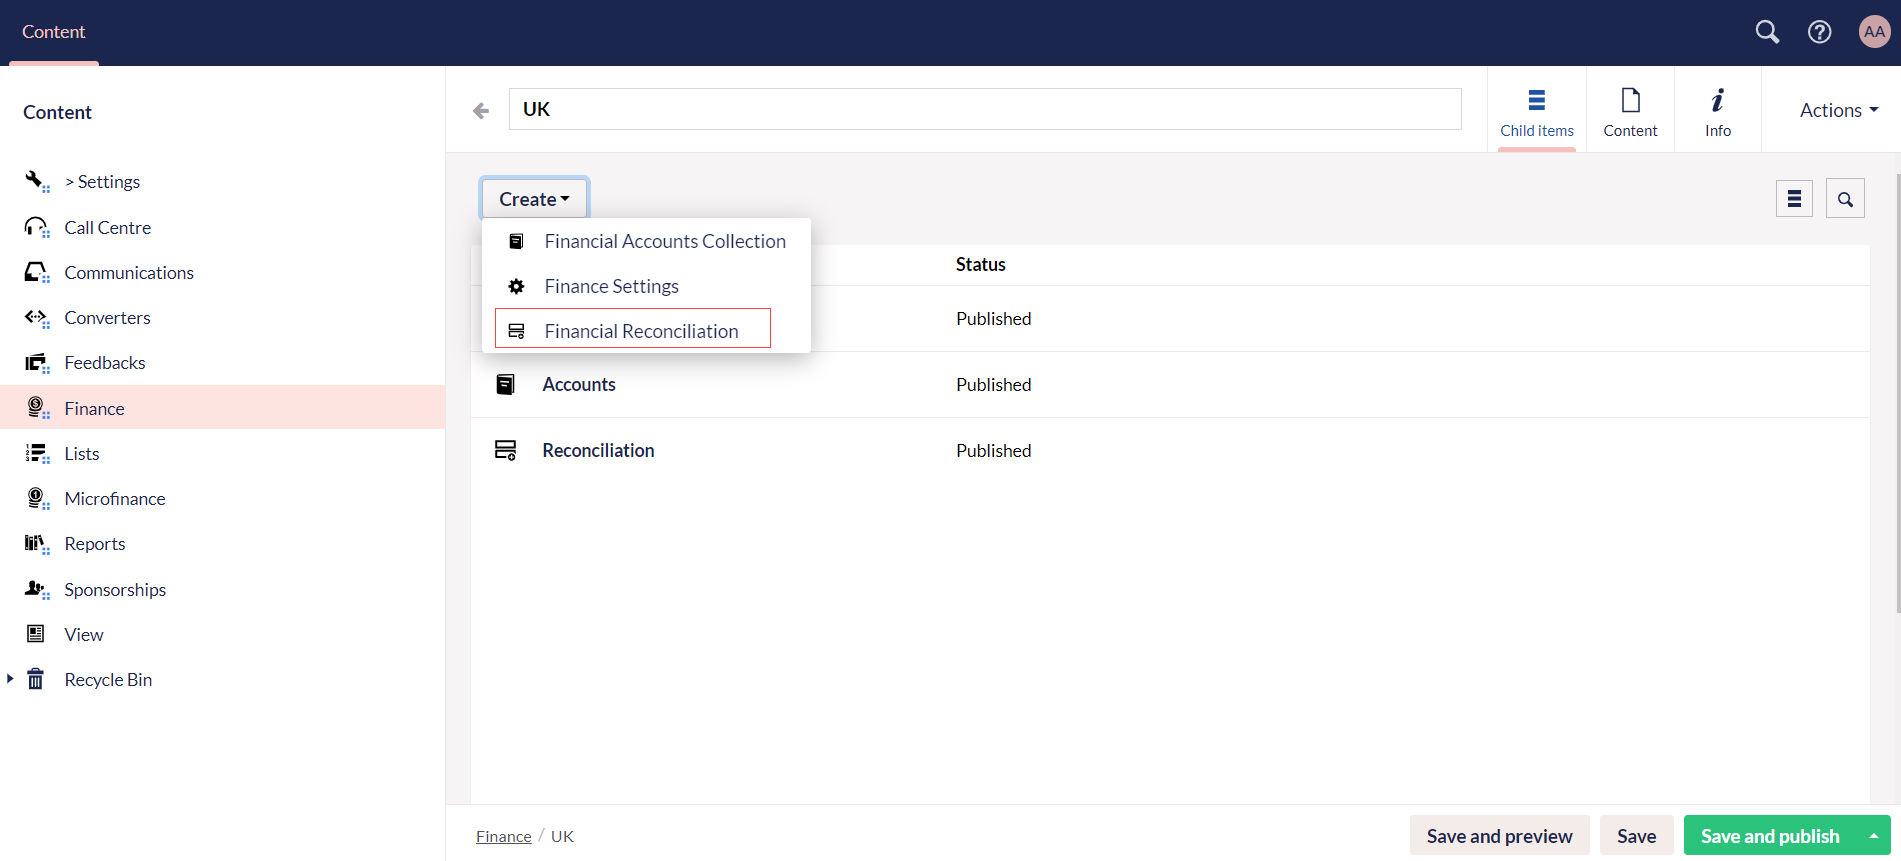 Content
AA
Content
> Settings
Call Centre
Communications
Converters
Feedbacks
Finance
Lists
Microfinance
Reports
Sponsorships
View
Recycle Bin
UK
Child items
Content
Info
Actions
Create
Financial Accounts Collection
Finance Settings
Financial Reconciliation
Status
Published
Accounts
Published
Reconciliation
Published
Finance / UK
Save and preview
Save
Save and publish